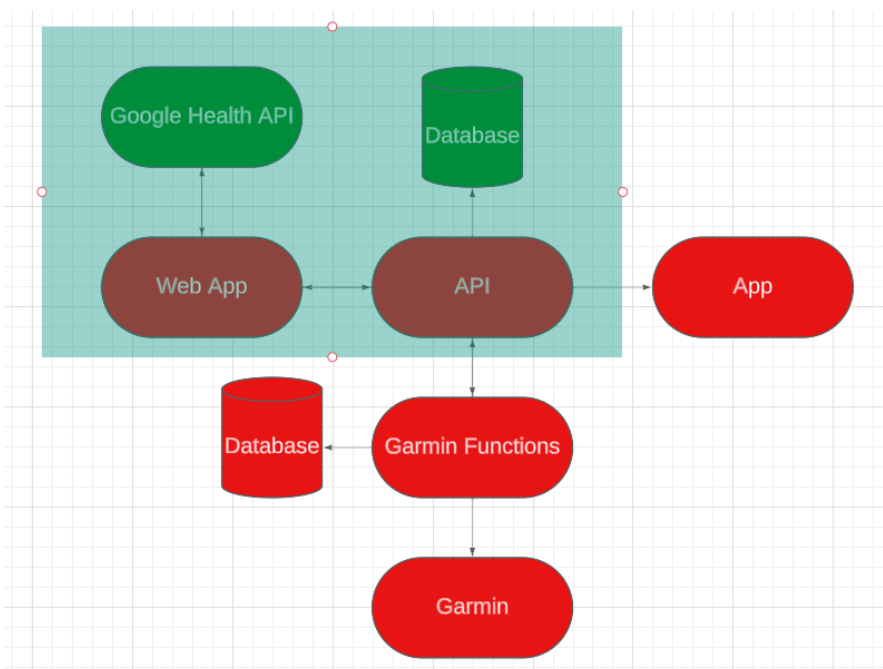 Google Health API
Database
Web App
API
App
Database
Garmin Functions
Garmin